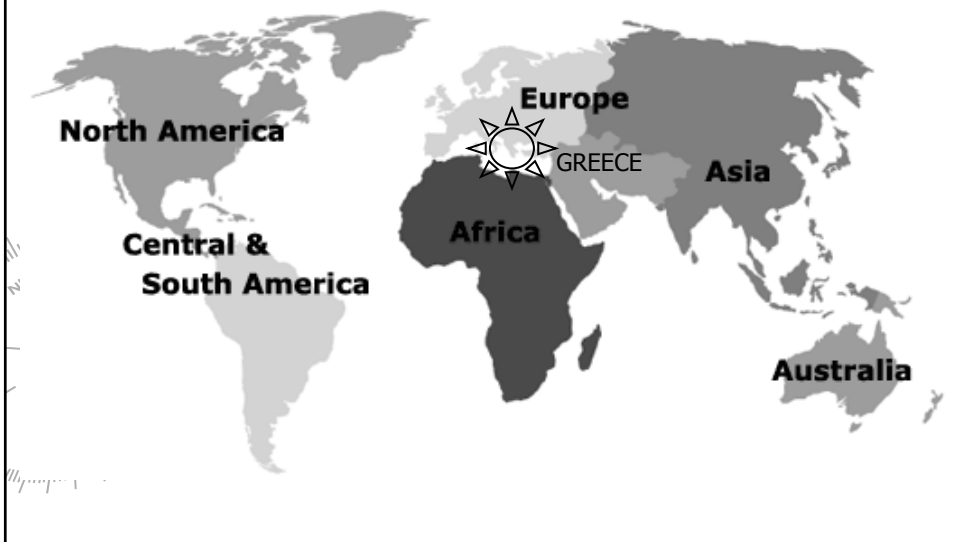 Europe
North America
GREECE
Asia
Africa
Central &
South America
Australia